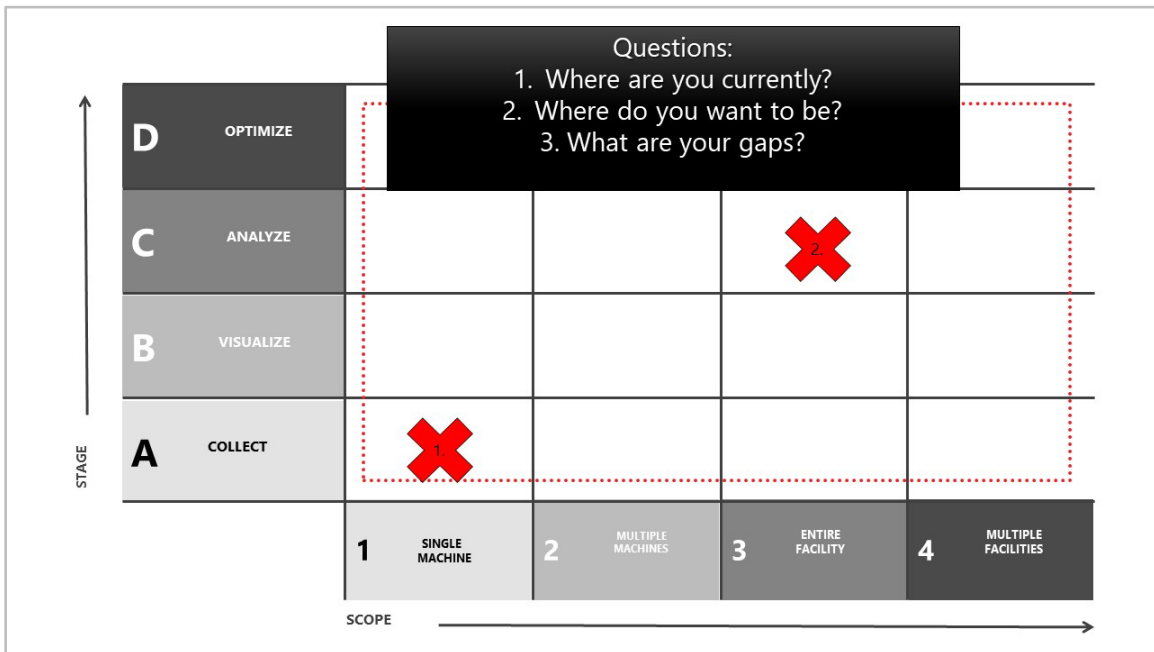 Questions:
1. Where are you currently?
2. Where do you want to be?
3. What are your gaps?
D OPTIMIZE
C ANALYZE
2.
B VISUALIZE
A COLLECT
1.
STAGE
1 SINGLE
MACHINE
2 MULTIPLE
MACHINES
3 ENTIRE
FACILITY
4 MULTIPLE
FACILITIES
SCOPE